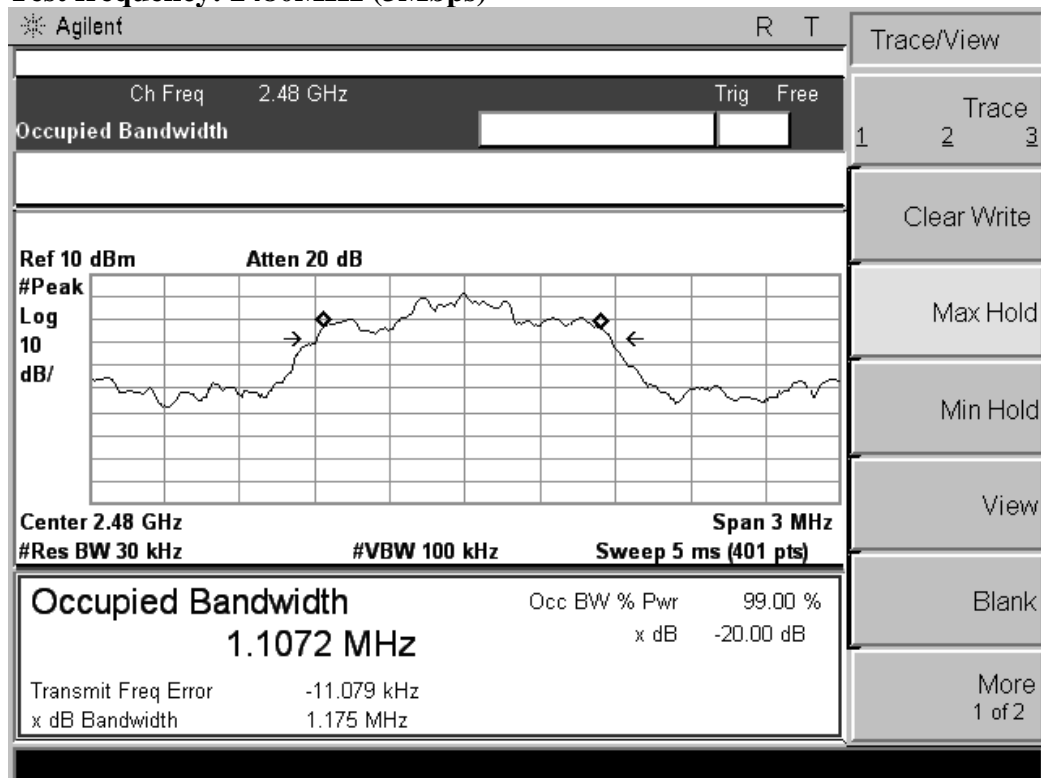 Test frequency: 2480MHz (3Mbps)
Agilent R T
Trace/View
Ch Freq 2.48 GHz Trig Free
Occupied Bandwidth
Trace
1 2 3
Clear Write
Ref 10 dBm Atten 20 dB
#Peak
Log
10
dB/
Max Hold
Min Hold
View
Center 2.48 GHz Span 3 MHz
#Res BW 30 kHz #VBW 100 kHz Sweep 5 ms (401 pts)
Occupied Bandwidth Occ BW % Pwr 99.00 %
1.1072 MHz x dB -20.00 dB
Blank
Transmit Freq Error -11.079 kHz
x dB Bandwidth 1.175 MHz
More
1 of 2